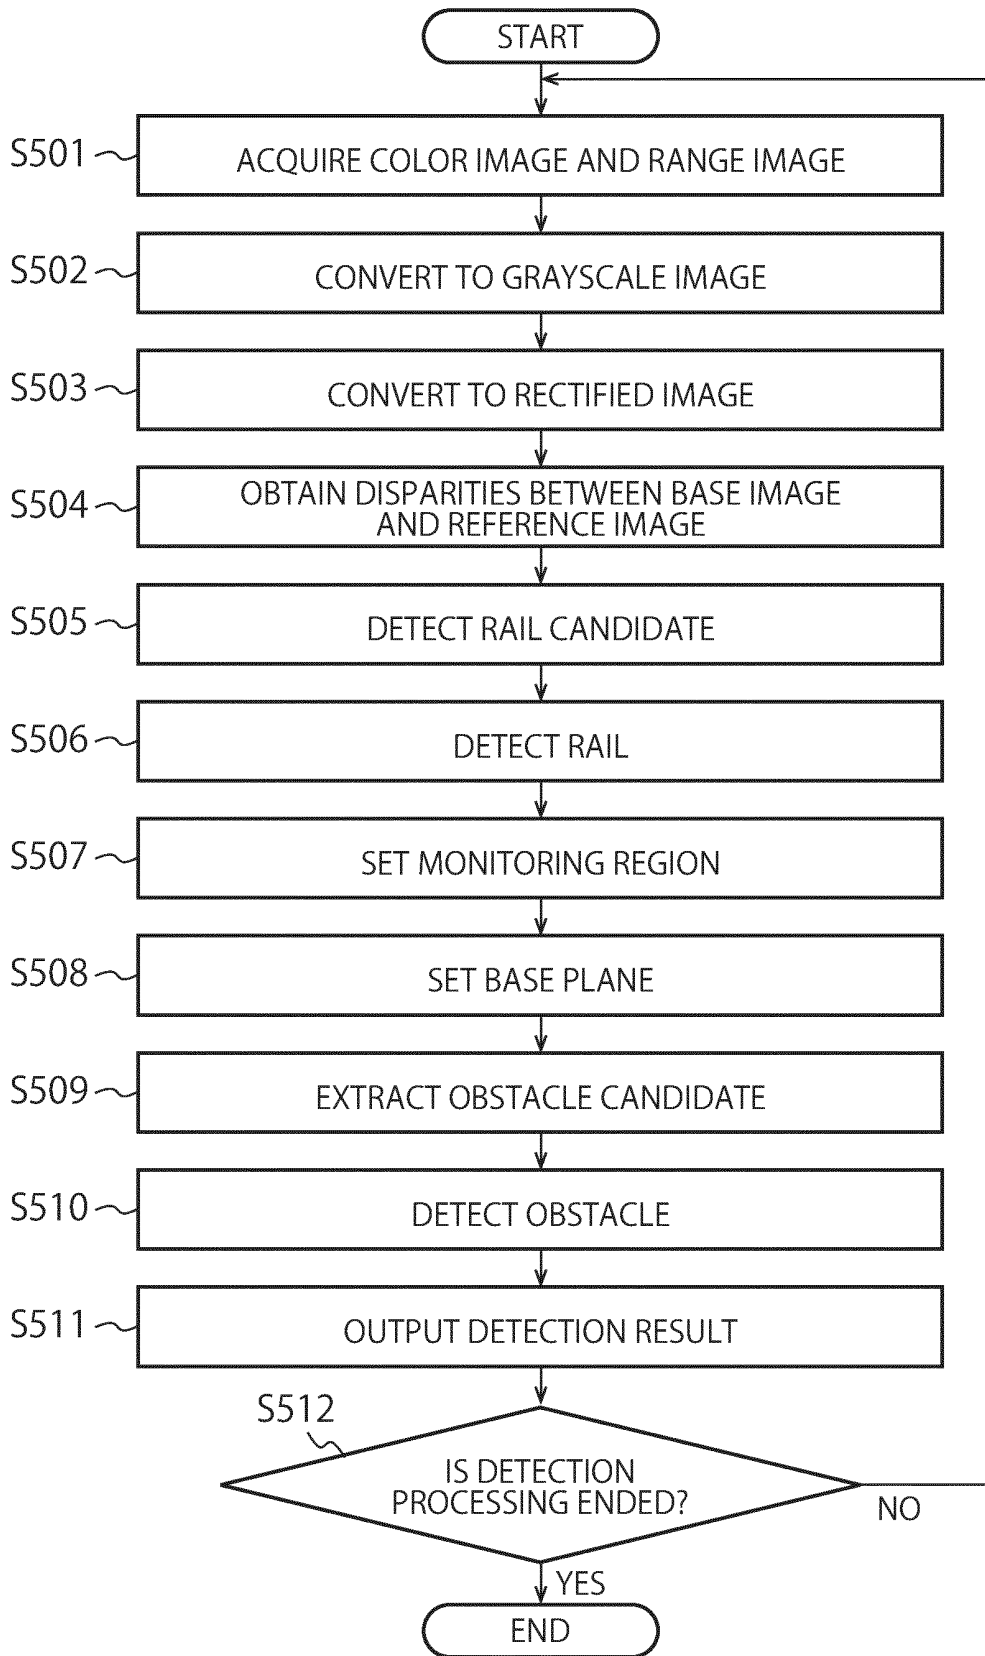 START
S501
ACQUIRE COLOR IMAGE AND RANGE IMAGE
S502
CONVERT TO GRAYSCALE IMAGE
S503
CONVERT TO RECTIFIED IMAGE
S504
OBTAIN DISPARITIES BETWEEN BASE IMAGE
AND REFERENCE IMAGE
S505
DETECT RAIL CANDIDATE
S506
DETECT RAIL
S507
SET MONITORING REGION
S508
SET BASE PLANE
S509
EXTRACT OBSTACLE CANDIDATE
S510
DETECT OBSTACLE
S511
OUTPUT DETECTION RESULT
S512
IS DETECTION
PROCESSING ENDED?
NO
YES
END